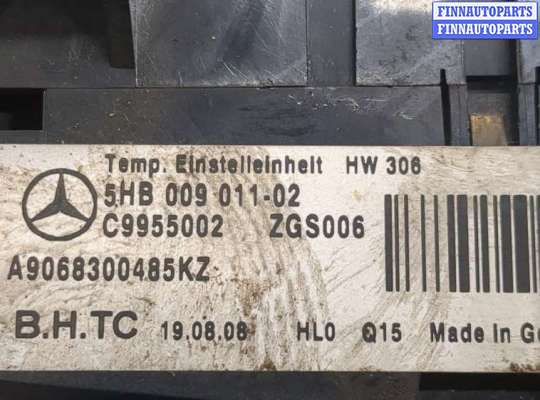 FINNAUTOPARTS
FINNAUTOPARTS
Temp. Einstelleinheit HW 306
5HB 009 011-02
C9955002 ZGS006
A9068300485KZ
B.H.TC 19.08.08 HL0 Q15 Made in